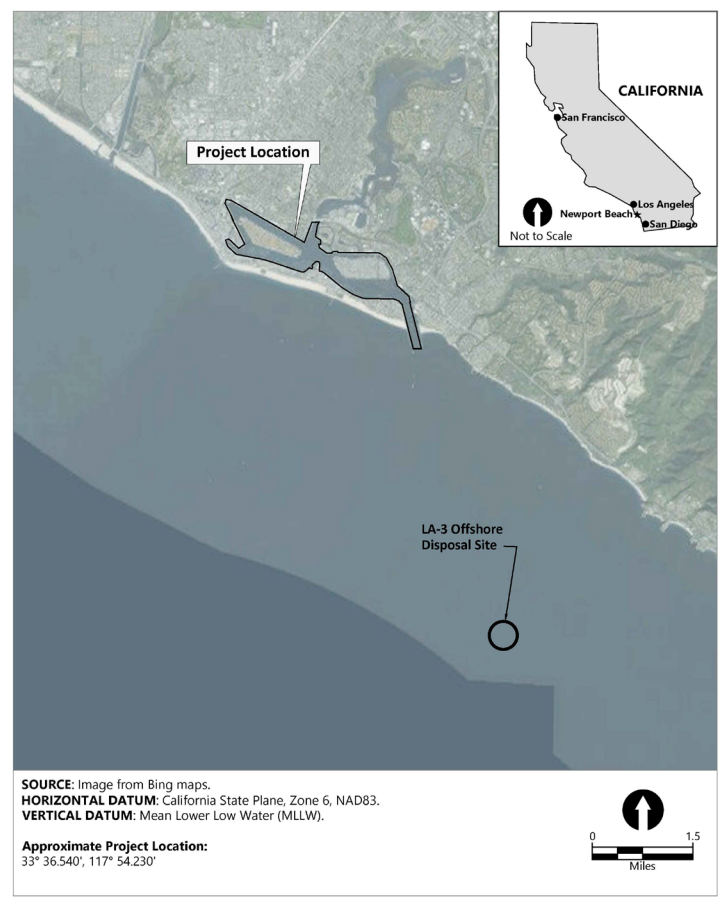 CALIFORNIA
San Francisco
Los Angeles
Newport Beach
San Diego
Not to Scale
Project Location
LA-3 Offshore
Disposal Site
SOURCE: Image from Bing maps.
HORIZONTAL DATUM: California State Plane, Zone 6, NAD83.
VERTICAL DATUM: Mean Lower Low Water (MLLW).
Approximate Project Location:
33° 36.540', 117° 54.230'
0 1.5
Miles